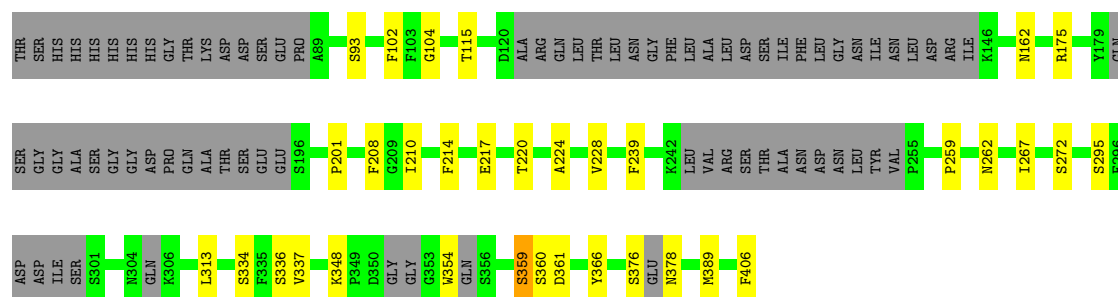 THR SER HIS HIS HIS HIS HIS HIS GLY THR LYS ASP ASP SER GLU PRO A89 S93 F102 F103 G104 T115 D120 ALA ARG GLN LEU THR LEU ASN GLY PHE LEU ALA LEU ASP SER ILE PHE LEU GLY ASN ILE ASN LEU ASP ARG ILE K146 N162 R175 Y179
SER GLY GLY ALA SER GLY GLY ASP PRO GLN ALA THR SER GLU GLU S196 P201 F208 G209 I210 F214 E217 T220 A224 V228 F239 K242 LEU VAL ARG SER THR ALA ASN ASP ASN LEU TYR VAL P255 P259 N262 I267 S272 S295
ASP ASP ILE SER S301 N304 GLN K306 L313 S334 F335 S336 V337 K348 P349 D350 GLY GLY G353 W354 GLN S356 S359 S360 D361 Y366 S376 GLU N378 M389 F406